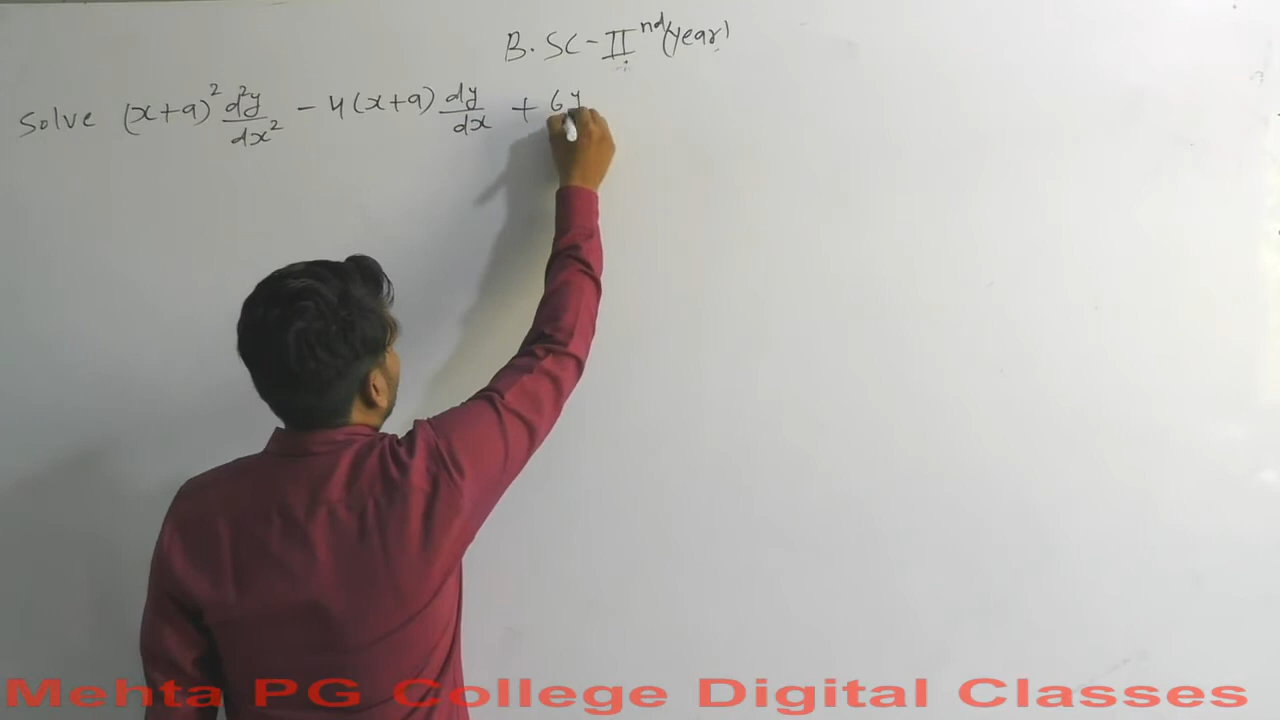 B.SC-IIⁿᵈ(year)
Solve (x+a)² d²y/dx² - 4(x+a) dy/dx + 6y
Mehta PG College Digital Classes